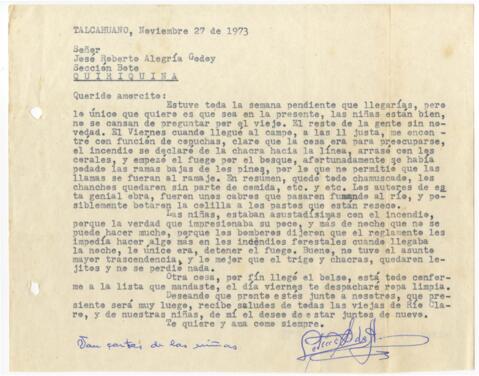 TALCAHUANO, Noviembre 27 de 1973
Señor
José Roberto Alegría Godoy
Sección Bote
QUIRIQUINA
Querido amorcito:
Estuve toda la semana pendiente que llegarías, pero
lo único que quiero es que sea en la presente, las niñas están bien,
no se cansan de preguntar por el viejo. El resto de la gente sin no-
vedad. El Viernes cuando llegué al campo, a las 11 justa, me encon-
tré con función de copuchas, claro que la cosa era para preocuparse,
el incendio se declaró de la chacra hacia la línea, arrasó con los
cerales, y empezó el fuego por el bosque, afortunadamente se había
podado las ramas bajas de los pinos, por lo que no permitió que las
llamas se fueran al ramaje. En resumen, quedó todo chamuscado, los
chanchos quedaron sin parte de comida, etc. y etc. Los autores de es
ta genial obra, fueron unos cabros que pasaron fumando al río, y po-
siblemente botaron la colilla a los pastos que están resecos.
Las niñas, estaban asustadísimas con el incendio,
porque la verdad que impresionaba su poco, y más de noche que no se
puede hacer mucho, porque los bomberos dijeron que el reglamento les
impedía hacer algo más en los incendios forestales cuando llegaba
la noche, lo único era, detener el fuego. Bueno, no tuvo el asunto
mayor trascendencia, y lo mejor que el trigo y chacras, quedaron le-
jitos y no se perdió nada.
Otra cosa, por fín llegó el bolso, está todo confor-
me a la lista que mandaste, el día viernes te despacharé ropa limpia.
Deseando que pronto estés junto a nosotras, que pre-
siento será muy luego, recibe saludos de todas las viejas de Río Cla-
ro, y de nuestras niñas, de mí el deseo de estar juntos de nuevo.
Te quiere y ama como siempre.
Van cartas de las niñas